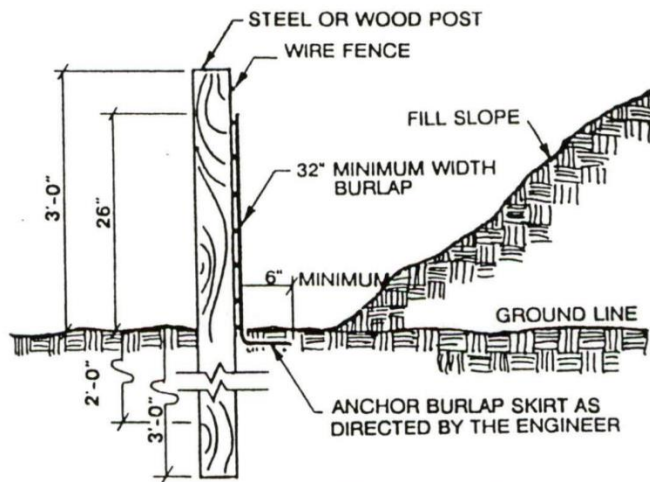 STEEL OR WOOD POST
WIRE FENCE
FILL SLOPE
32" MINIMUM WIDTH
BURLAP
3'-0"
26"
6" MINIMUM
GROUND LINE
2'-0"
3'-0"
ANCHOR BURLAP SKIRT AS
DIRECTED BY THE ENGINEER